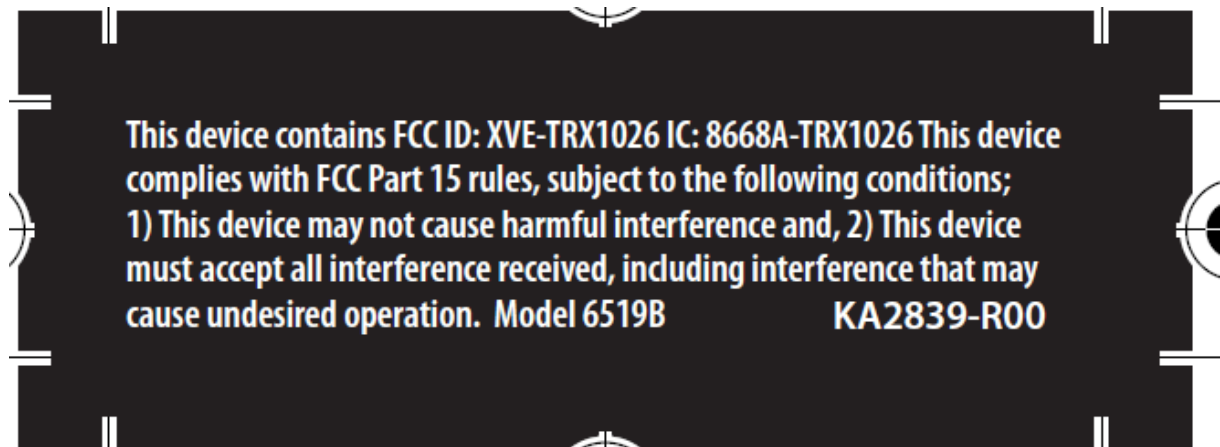 This device contains FCC ID: XVE-TRX1026 IC: 8668A-TRX1026 This device
complies with FCC Part 15 rules, subject to the following conditions;
1) This device may not cause harmful interference and, 2) This device
must accept all interference received, including interference that may
cause undesired operation. Model 6519B KA2839-R00